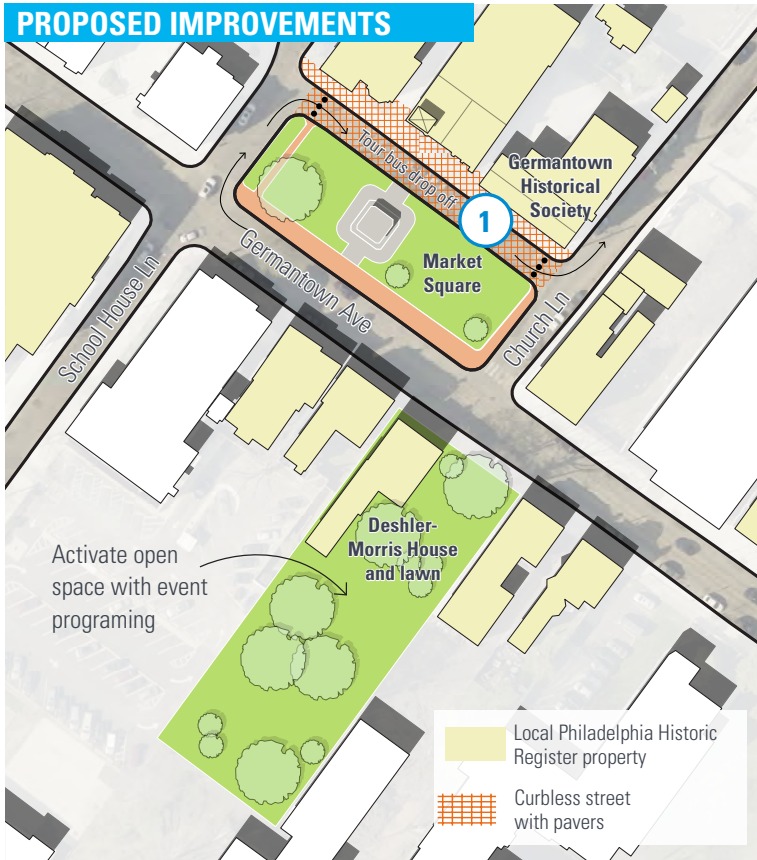 PROPOSED IMPROVEMENTS
Tour bus drop off
Germantown
Historical
Society
1
Market
Square
Germantown Ave
School House Ln
Church Ln
Deshler-
Morris House
and lawn
Activate open
space with event
programing
Local Philadelphia Historic
Register property
Curbless street
with pavers